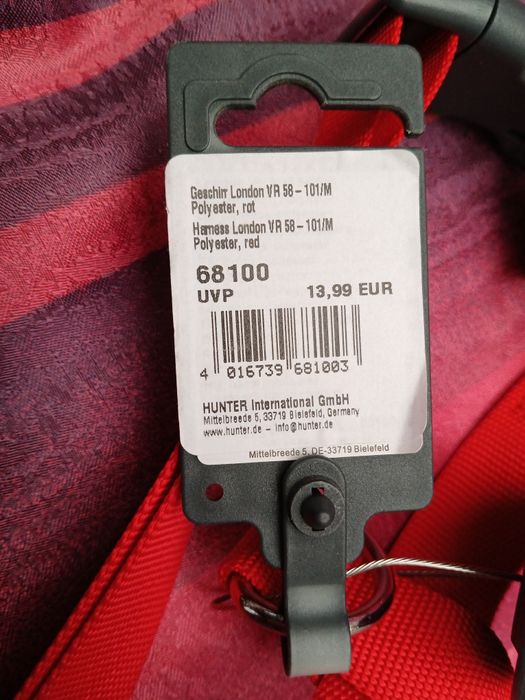 Geschirr London VR 58 – 101/M
Polyester, rot
Harness London VR 58 – 101/M
Polyester, red
68100
UVP 13,99 EUR
4 016739 681003
HUNTER International GmbH
Mittelbreede 5, 33719 Bielefeld, Germany
www.hunter.de – info@hunter.de
Mittelbreede 5, DE-33719 Bielefeld